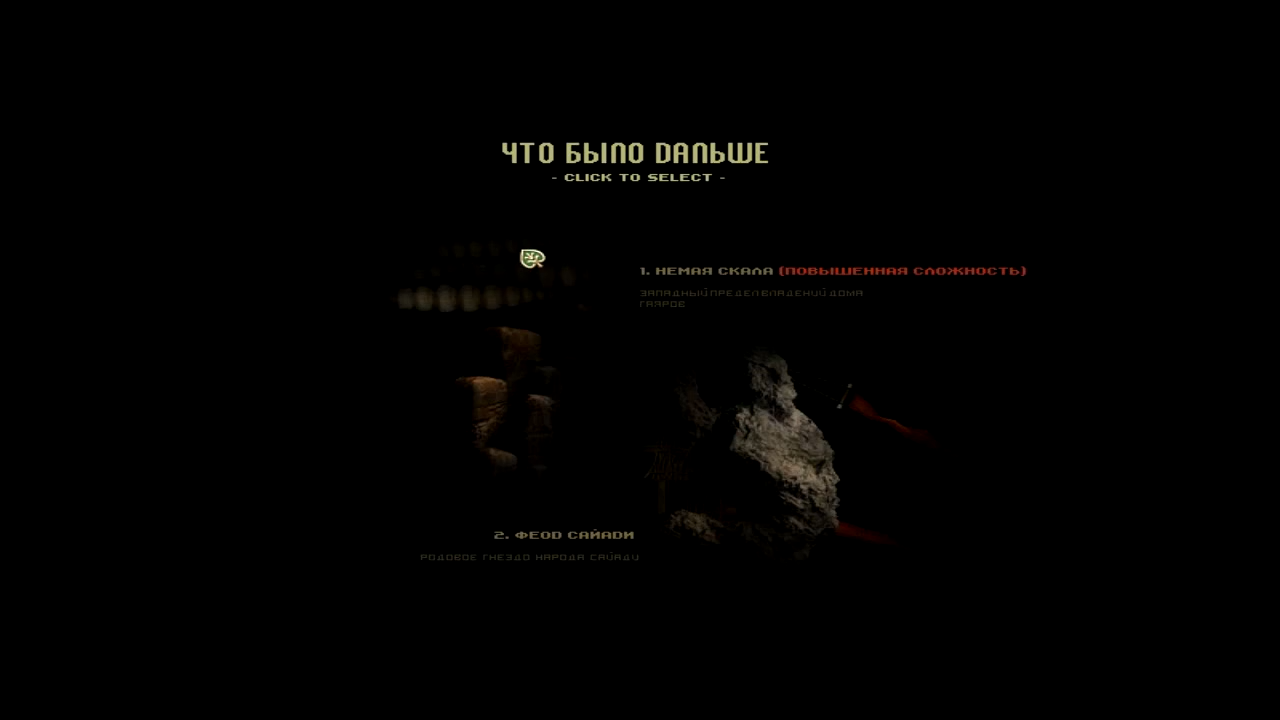 ЧТО БЫЛО DАЛЬШЕ
- CLICK TO SELECT -
1. НЕМАЯ СКАЛА (ПОВЫШЕННАЯ СЛОЖНОСТЬ)
ЗАПАДНЫЙ ПРЕДЕЛ ВЛАДЕНИЙ ДОМА
ГАЯРОВ
2. ФЕОD САЙАDИ
РОДОВОЕ ГНЕЗДО НАРОДА САЙАДИ